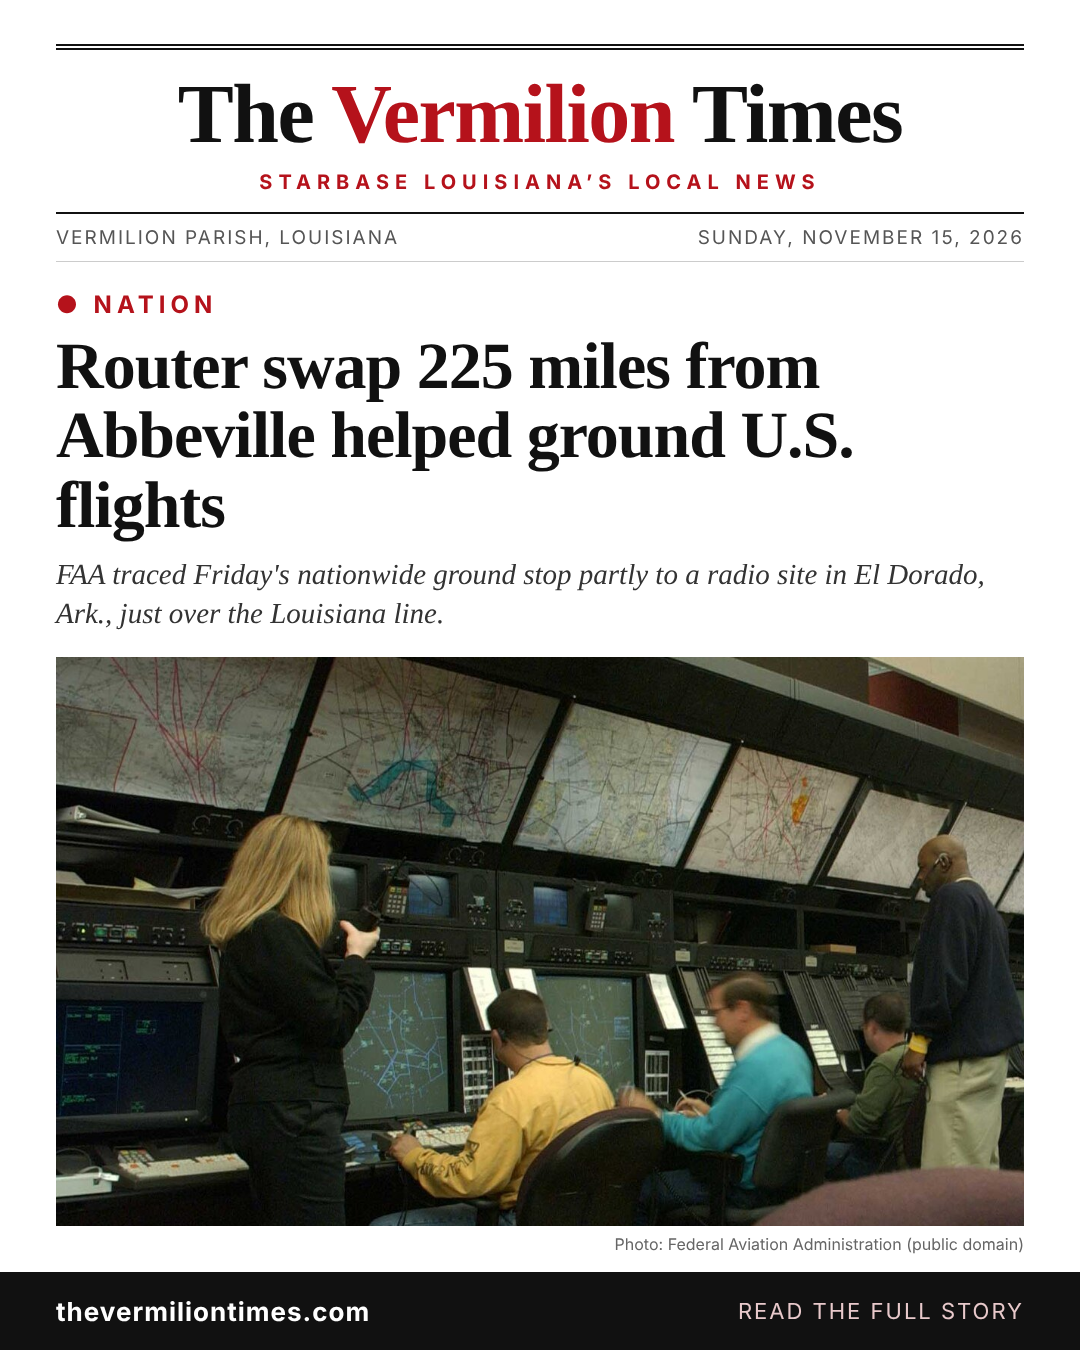 The Vermilion Times
STARBASE LOUISIANA’S LOCAL NEWS
VERMILION PARISH, LOUISIANA
SUNDAY, NOVEMBER 15, 2026
NATION
Router swap 225 miles from
Abbeville helped ground U.S.
flights
FAA traced Friday's nationwide ground stop partly to a radio site in El Dorado,
Ark., just over the Louisiana line.
Photo: Federal Aviation Administration (public domain)
thevermiliontimes.com
READ THE FULL STORY